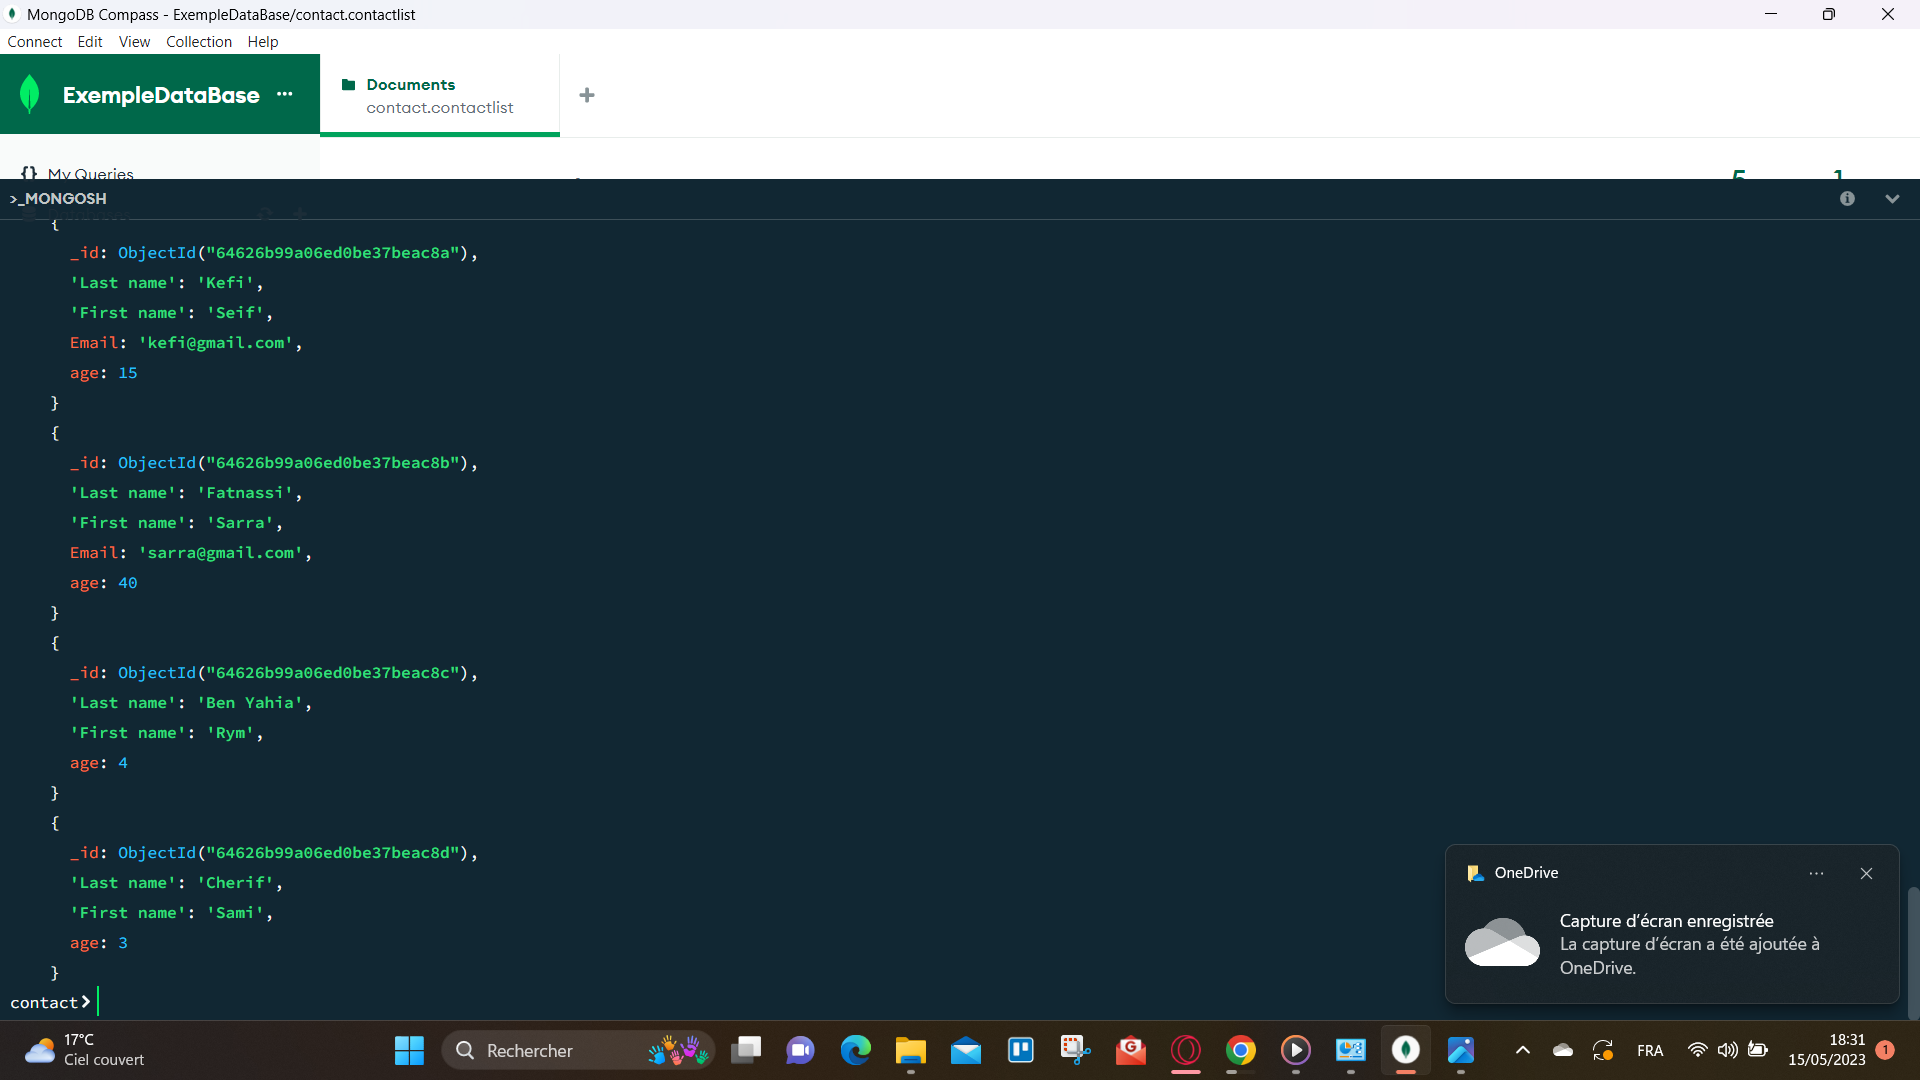 MongoDB Compass - ExempleDataBase/contact.contactlist
Connect Edit View Collection Help
ExempleDataBase ...
Documents
contact.contactlist
+
{} My Queries
5 1
>_MONGOSH
{
_id: ObjectId("64626b99a06ed0be37beac8a"),
'Last name': 'Kefi',
'First name': 'Seif',
Email: 'kefi@gmail.com',
age: 15
}
{
_id: ObjectId("64626b99a06ed0be37beac8b"),
'Last name': 'Fatnassi',
'First name': 'Sarra',
Email: 'sarra@gmail.com',
age: 40
}
{
_id: ObjectId("64626b99a06ed0be37beac8c"),
'Last name': 'Ben Yahia',
'First name': 'Rym',
age: 4
}
{
_id: ObjectId("64626b99a06ed0be37beac8d"),
'Last name': 'Cherif',
'First name': 'Sami',
age: 3
}
contact>
OneDrive
Capture d'écran enregistrée
La capture d'écran a été ajoutée à
OneDrive.
17°C
Ciel couvert
Rechercher
FRA
18:31
15/05/2023
1